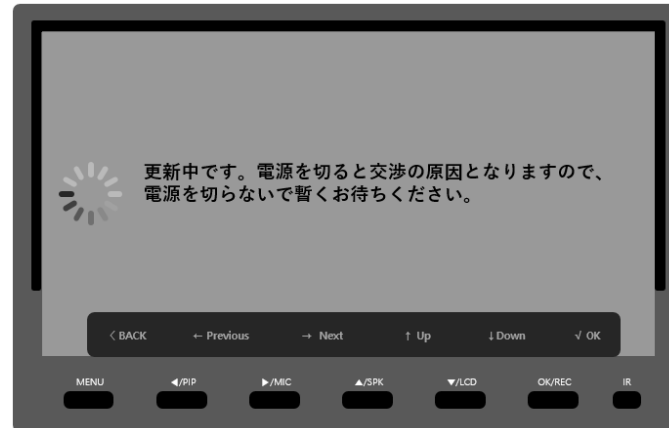 更新中です。電源を切ると交渉の原因となりますので、
電源を切らないで暫くお待ちください。
〈 BACK ← Previous → Next ↑ Up ↓ Down √ OK
MENU ◀/PIP ▶/MIC ▲/SPK ▼/LCD OK/REC IR